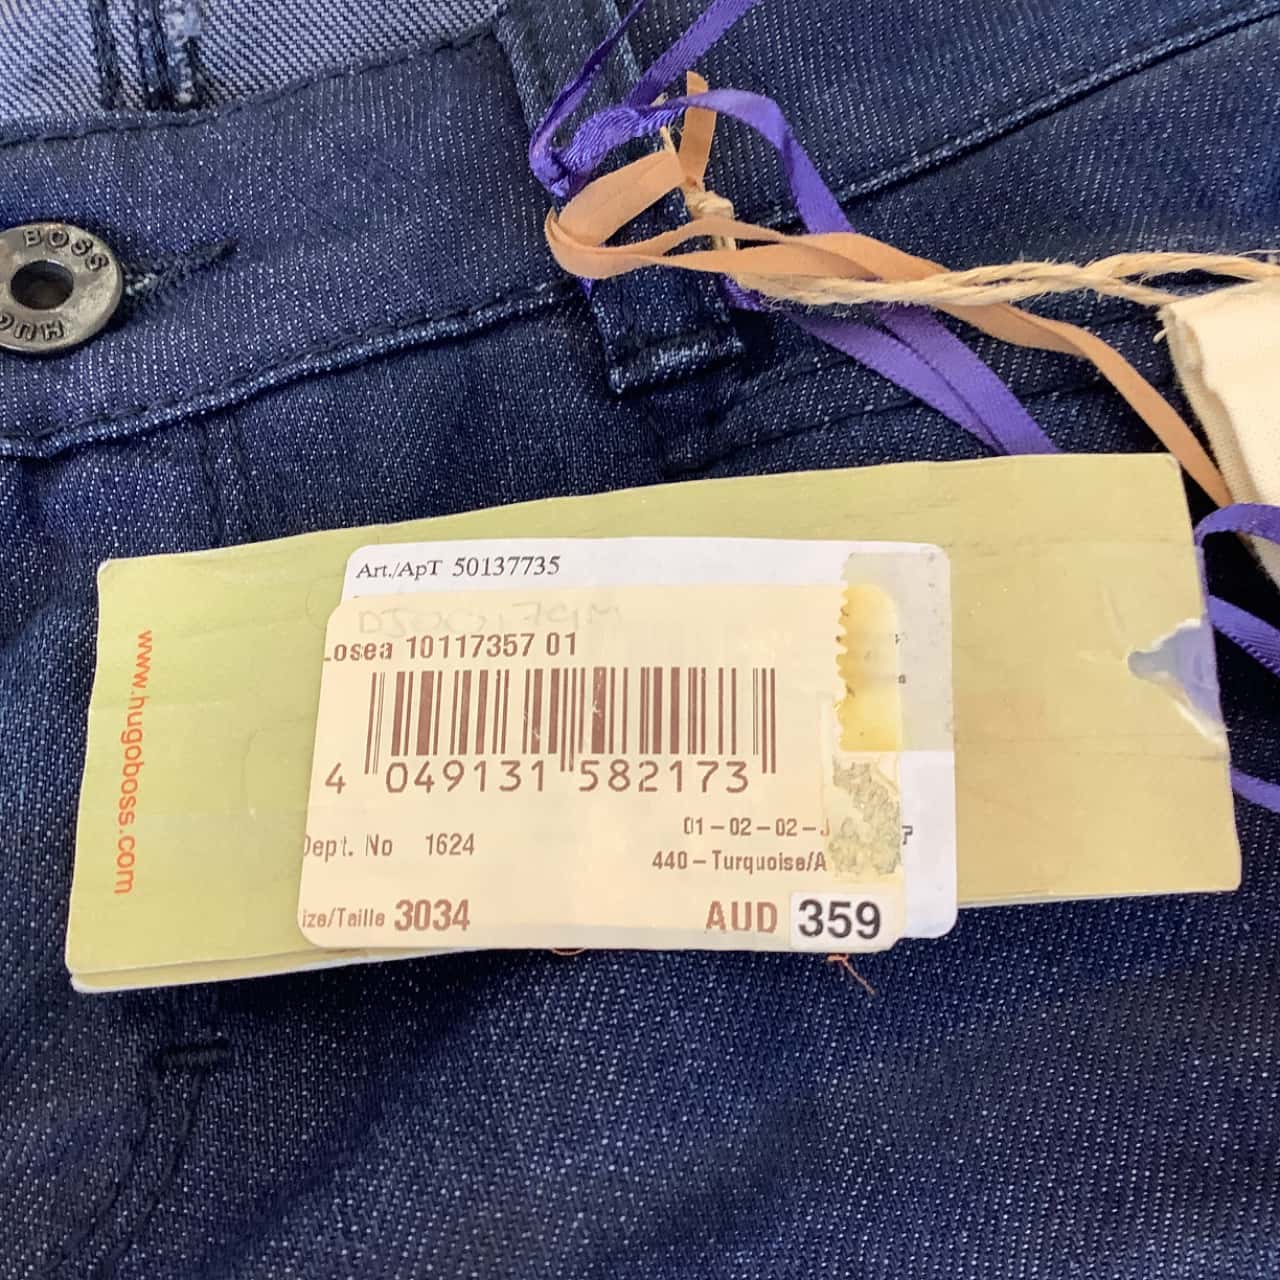 BOSS
HUG
www.hugoboss.com
Art./ApT 50137735
Losea 10117357 01
4 049131 582173
Dept. No 1624
01-02-02-J
440-Turquoise/A
ize/Taille 3034
AUD 359